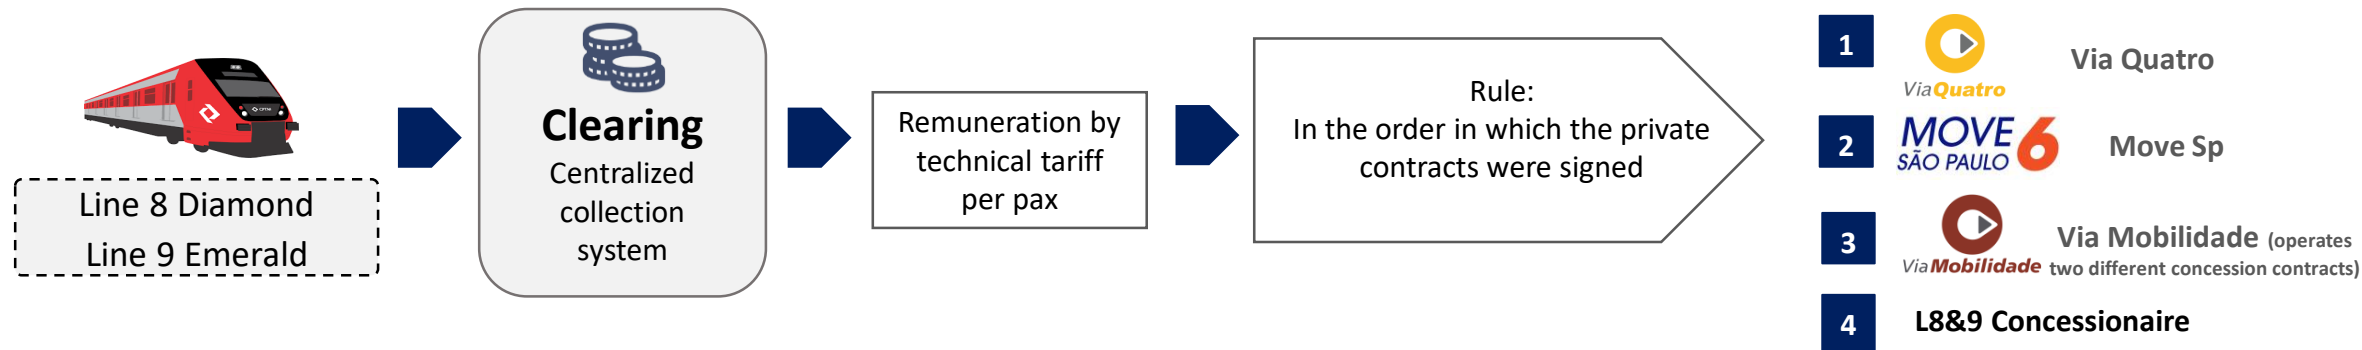 CPTM
Line 8 Diamond
Line 9 Emerald
Clearing
Centralized
collection
system
Remuneration by
technical tariff
per pax
Rule:
In the order in which the private
contracts were signed
1
ViaQuatro
Via Quatro
2
MOVE 6
SÃO PAULO
Move Sp
3
ViaMobilidade
Via Mobilidade (operates
two different concession contracts)
4
L8&9 Concessionaire